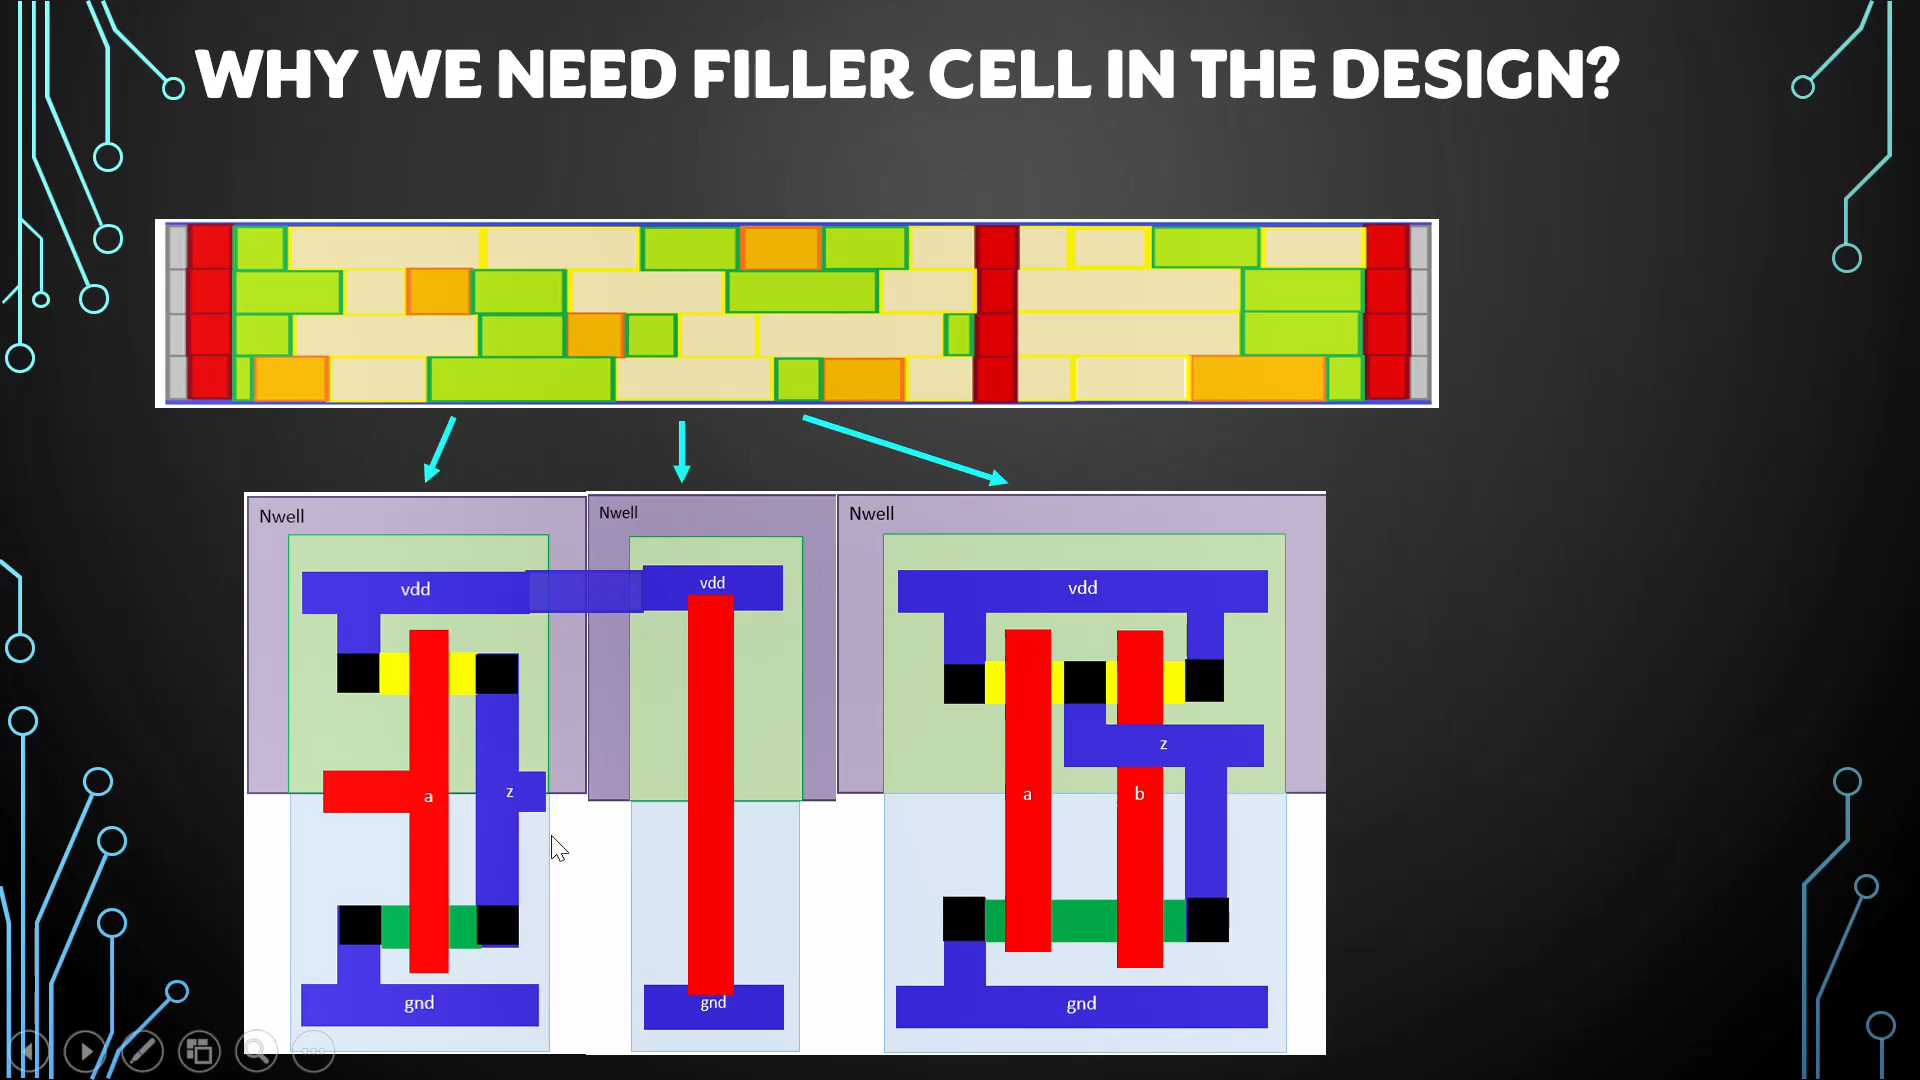 WHY WE NEED FILLER CELL IN THE DESIGN?
Nwell
Nwell
Nwell
vdd
vdd
vdd
z
a
z
a
b
gnd
gnd
gnd